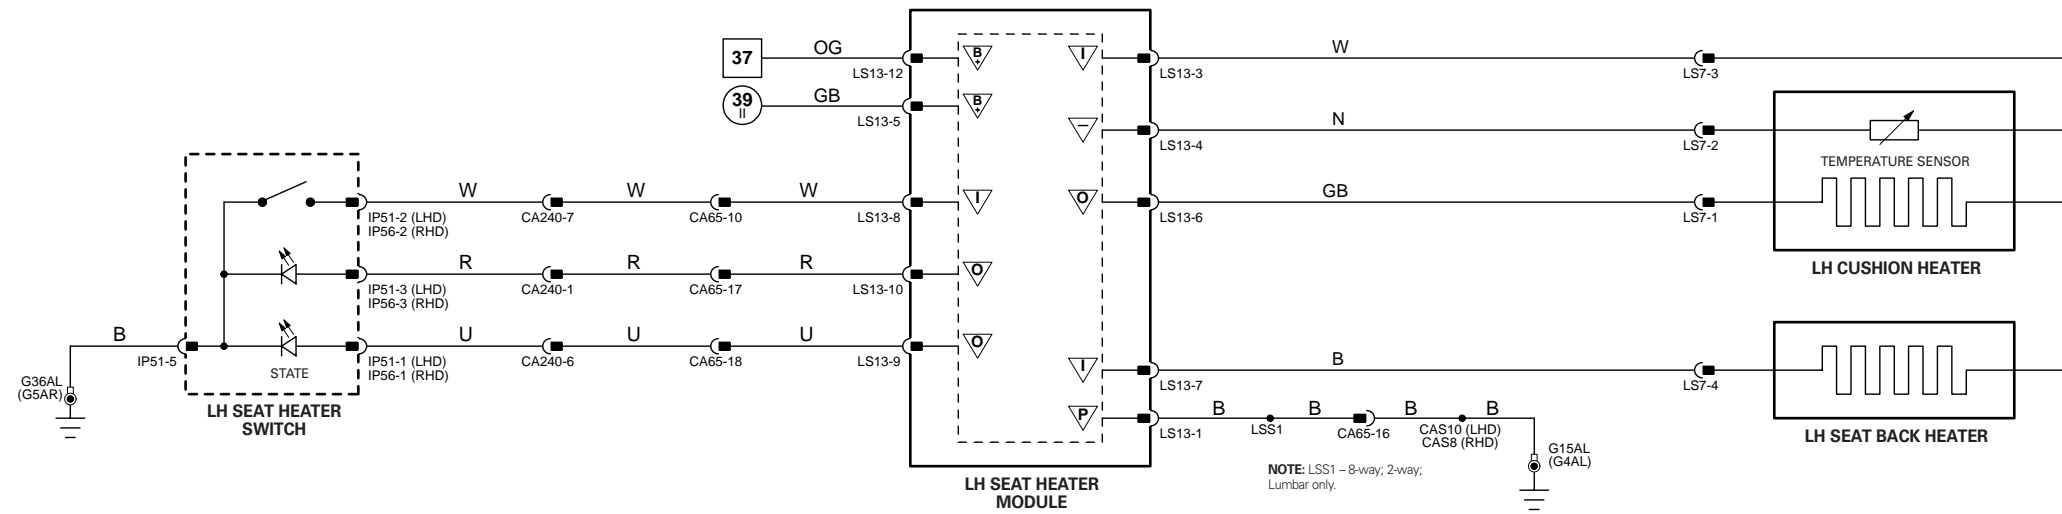 37
OG
LS13-12
B
+
I
LS13-3
W
LS7-3
39
II
GB
LS13-5
B
+
–
LS13-4
N
LS7-2
TEMPERATURE SENSOR
W
IP51-2 (LHD)
IP56-2 (RHD)
CA240-7
W
CA65-10
W
LS13-8
I
O
LS13-6
GB
LS7-1
LH CUSHION HEATER
R
IP51-3 (LHD)
IP56-3 (RHD)
CA240-1
R
CA65-17
R
LS13-10
O
B
IP51-5
STATE
U
IP51-1 (LHD)
IP56-1 (RHD)
CA240-6
U
CA65-18
U
LS13-9
O
I
LS13-7
B
LS7-4
G36AL
(G5AR)
LH SEAT HEATER
SWITCH
P
LS13-1
B
LSS1
B
CA65-16
B
CAS10 (LHD)
CAS8 (RHD)
B
G15AL
(G4AL)
LH SEAT BACK HEATER
NOTE: LSS1 – 8-way; 2-way;
Lumbar only.
LH SEAT HEATER
MODULE